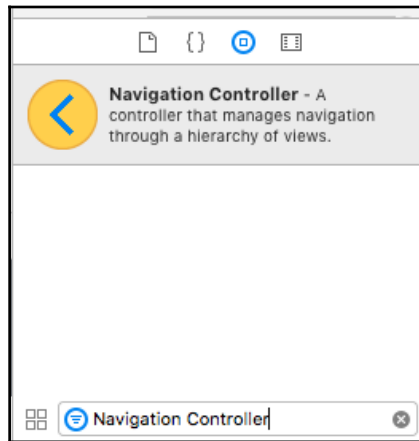 Navigation Controller - A
controller that manages navigation
through a hierarchy of views.
Navigation Controller